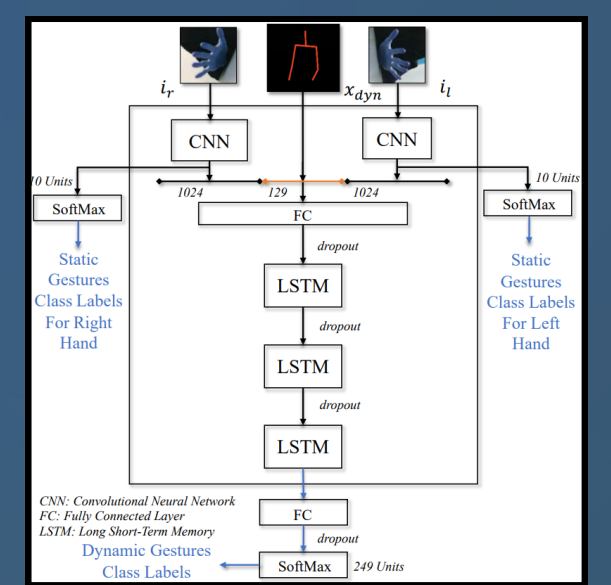 i_r
x_dyn
i_l
CNN
CNN
10 Units
10 Units
1024
129
1024
SoftMax
FC
SoftMax
dropout
Static
Gestures
Class Labels
For Right
Hand
LSTM
Static
Gestures
Class Labels
For Left
Hand
dropout
LSTM
dropout
LSTM
CNN: Convolutional Neural Network
FC: Fully Connected Layer
LSTM: Long Short-Term Memory
FC
dropout
Dynamic Gestures
Class Labels
SoftMax
249 Units